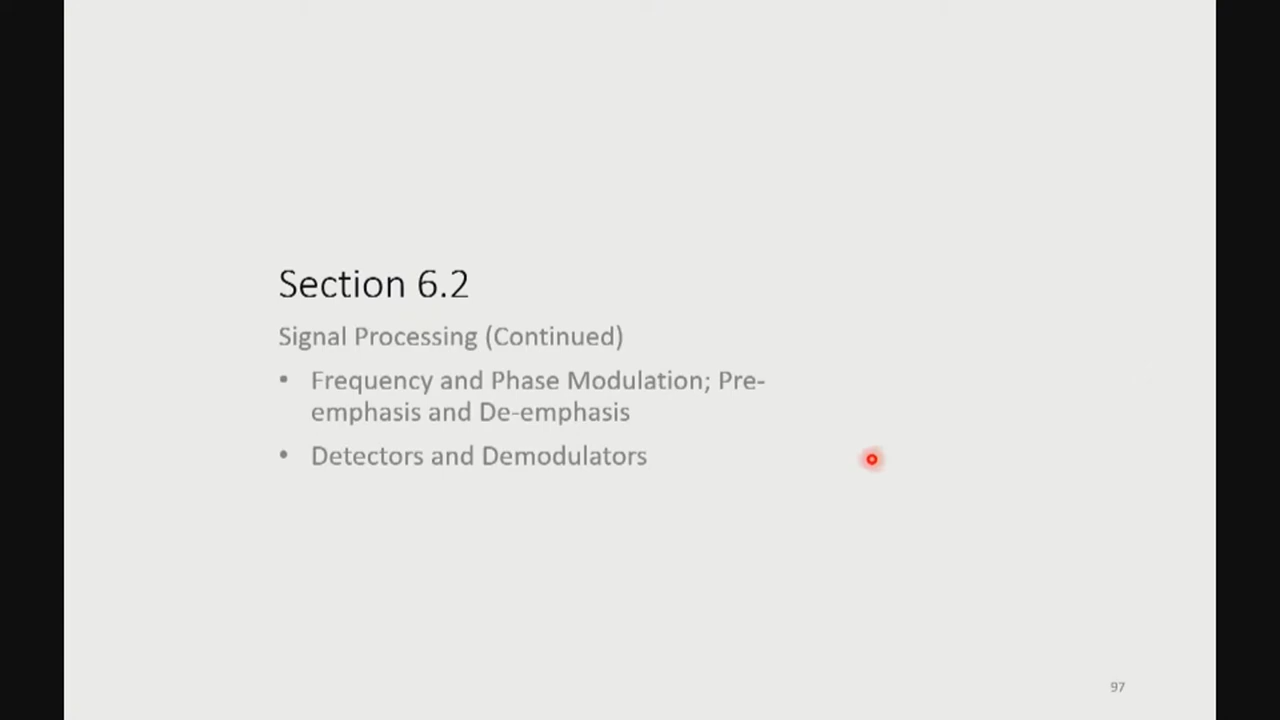 Section 6.2
Signal Processing (Continued)
• Frequency and Phase Modulation; Pre-
emphasis and De-emphasis
• Detectors and Demodulators
97